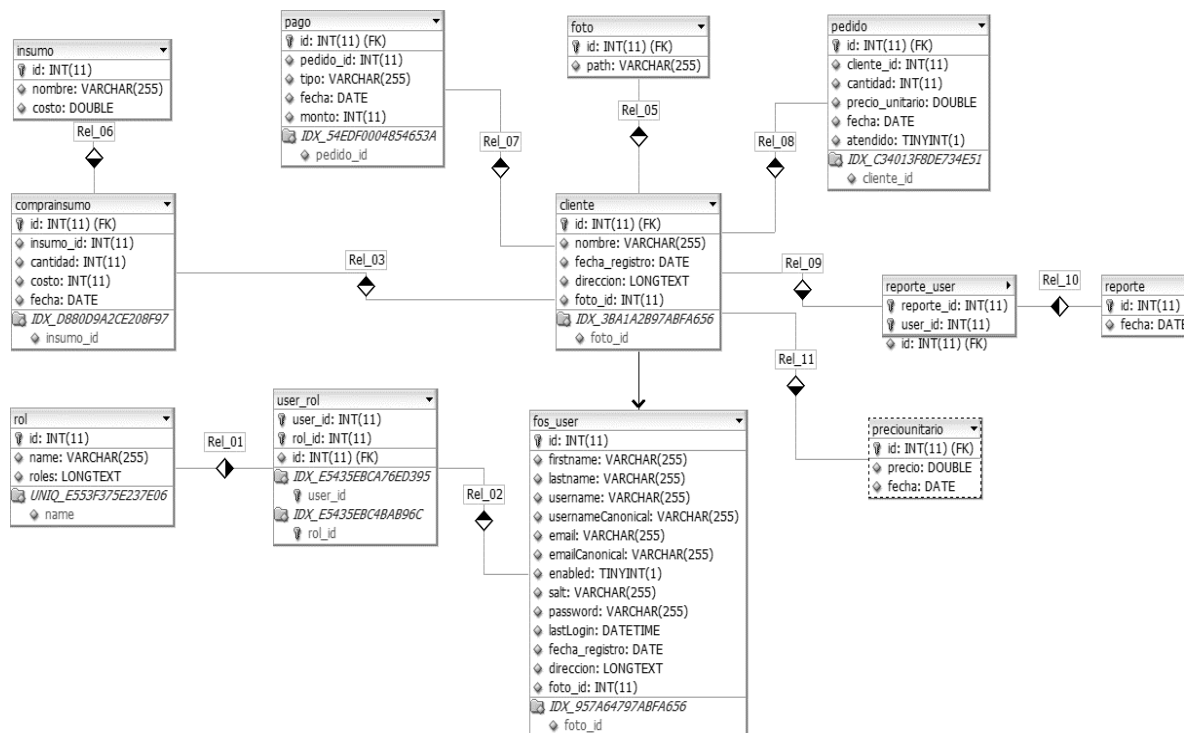 pago
id: INT(11) (FK)
pedido_id: INT(11)
tipo: VARCHAR(255)
fecha: DATE
monto: INT(11)
IDX_54EDF0004854653A
pedido_id
foto
id: INT(11) (FK)
path: VARCHAR(255)
pedido
id: INT(11) (FK)
cliente_id: INT(11)
cantidad: INT(11)
precio_unitario: DOUBLE
fecha: DATE
atendido: TINYINT(1)
IDX_C34013F8DE734E51
cliente_id
insumo
id: INT(11)
nombre: VARCHAR(255)
costo: DOUBLE
Rel_06
Rel_07
Rel_05
Rel_08
comprainsumo
id: INT(11) (FK)
insumo_id: INT(11)
cantidad: INT(11)
costo: INT(11)
fecha: DATE
IDX_D880D9A2CE208F97
insumo_id
Rel_03
cliente
id: INT(11) (FK)
nombre: VARCHAR(255)
fecha_registro: DATE
direccion: LONGTEXT
foto_id: INT(11)
IDX_3BA1A2B97ABFA656
foto_id
Rel_09
reporte_user
reporte_id: INT(11)
user_id: INT(11)
id: INT(11) (FK)
Rel_10
reporte
id: INT(11)
fecha: DATE
Rel_11
preciounitario
id: INT(11) (FK)
precio: DOUBLE
fecha: DATE
rol
id: INT(11)
name: VARCHAR(255)
roles: LONGTEXT
UNIQ_E553F375E237E06
name
Rel_01
user_rol
user_id: INT(11)
rol_id: INT(11)
id: INT(11) (FK)
IDX_E5435EBCA76ED395
user_id
IDX_E5435EBC4BAB96C
rol_id
Rel_02
fos_user
id: INT(11)
firstname: VARCHAR(255)
lastname: VARCHAR(255)
username: VARCHAR(255)
usernameCanonical: VARCHAR(255)
email: VARCHAR(255)
emailCanonical: VARCHAR(255)
enabled: TINYINT(1)
salt: VARCHAR(255)
password: VARCHAR(255)
lastLogin: DATETIME
fecha_registro: DATE
direccion: LONGTEXT
foto_id: INT(11)
IDX_957A64797ABFA656
foto_id